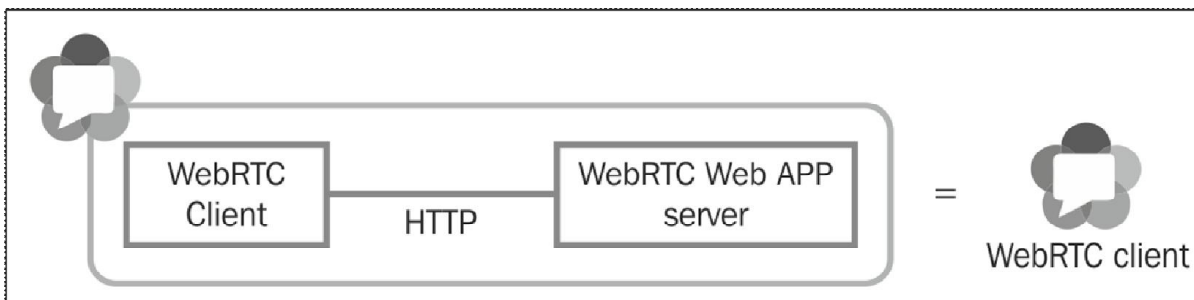 WebRTC
Client
HTTP
WebRTC Web APP
server
=
WebRTC client